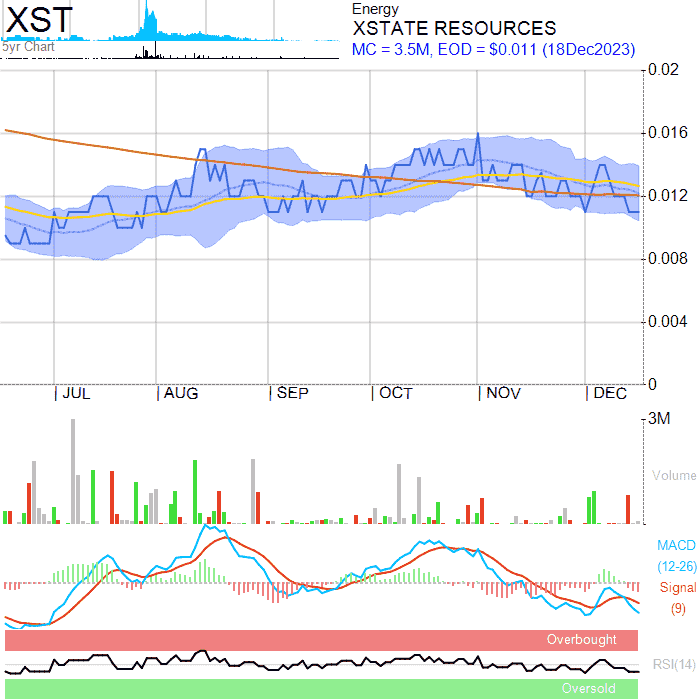 XST
5yr Chart
Energy
XSTATE RESOURCES
MC = 3.5M, EOD = $0.011 (18Dec2023)
0.02
0.016
0.012
0.008
0.004
0
JUL AUG SEP OCT NOV DEC
3M
Volume
MACD
(12-26)
Signal
(9)
Overbought
RSI(14)
Oversold